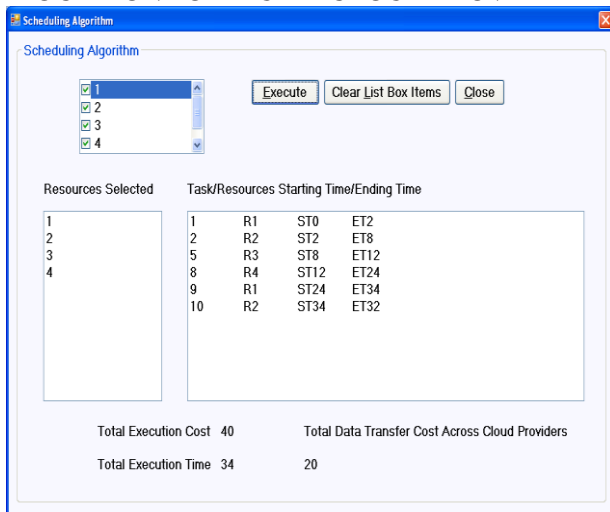 Scheduling Algorithm
Scheduling Algorithm
1
2
3
4
Execute Clear List Box Items Close
Resources Selected Task/Resources Starting Time/Ending Time
1
2
3
4
1 R1 ST0 ET2
2 R2 ST2 ET8
5 R3 ST8 ET12
8 R4 ST12 ET24
9 R1 ST24 ET34
10 R2 ST34 ET32
Total Execution Cost 40 Total Data Transfer Cost Across Cloud Providers
Total Execution Time 34 20